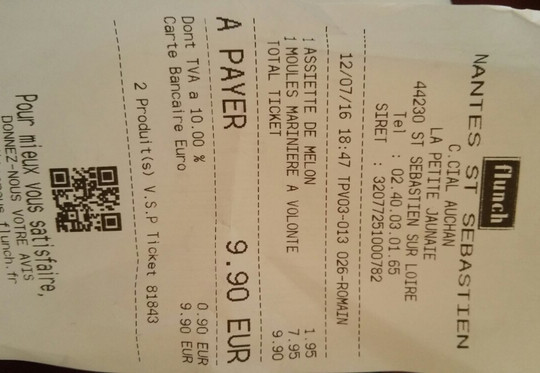 flunch
NANTES ST SEBASTIEN
C.CIAL AUCHAN
LA PETITE JAUNAIE
44230 ST SEBASTIEN SUR LOIRE
Tel : 02.40.03.01.65
SIRET : 3207/251000782
12/07/16 18:47 TPV03-013 026-ROMAIN
1 ASSIETTE DE MELON 1.95
1 MOULES MARINIERE A VOLONTE 7.95
TOTAL TICKET 9.90
A PAYER 9.90 EUR
Dont TVA a 10.00 % 0.90 EUR
Carte Bancaire Euro 9.90 EUR
2 Produit(s) V.S.P Ticket 81843
Pour mieux vous satisfaire,
DONNEZ-NOUS VOTRE AVIS
flunch.fr